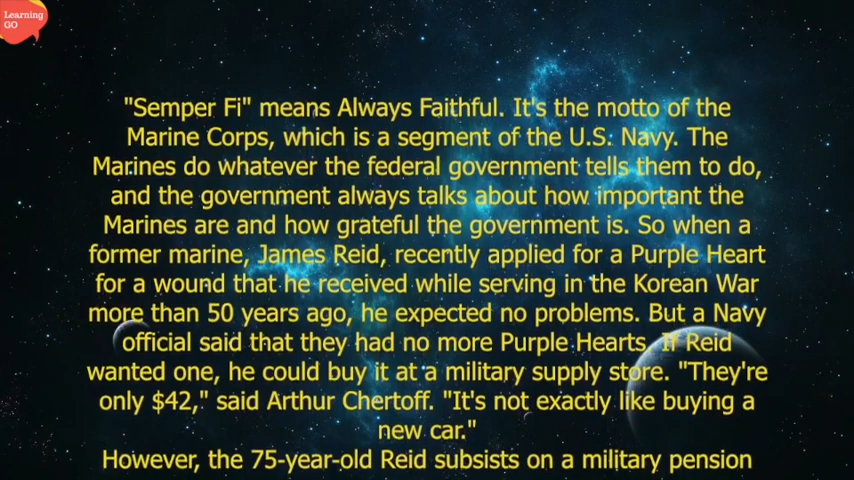 Learning
GO
"Semper Fi" means Always Faithful. It's the motto of the
Marine Corps, which is a segment of the U.S. Navy. The
Marines do whatever the federal government tells them to do,
and the government always talks about how important the
Marines are and how grateful the government is. So when a
former marine, James Reid, recently applied for a Purple Heart
for a wound that he received while serving in the Korean War
more than 50 years ago, he expected no problems. But a Navy
official said that they had no more Purple Hearts. If Reid
wanted one, he could buy it at a military supply store. "They're
only $42," said Arthur Chertoff. "It's not exactly like buying a
new car."
However, the 75-year-old Reid subsists on a military pension